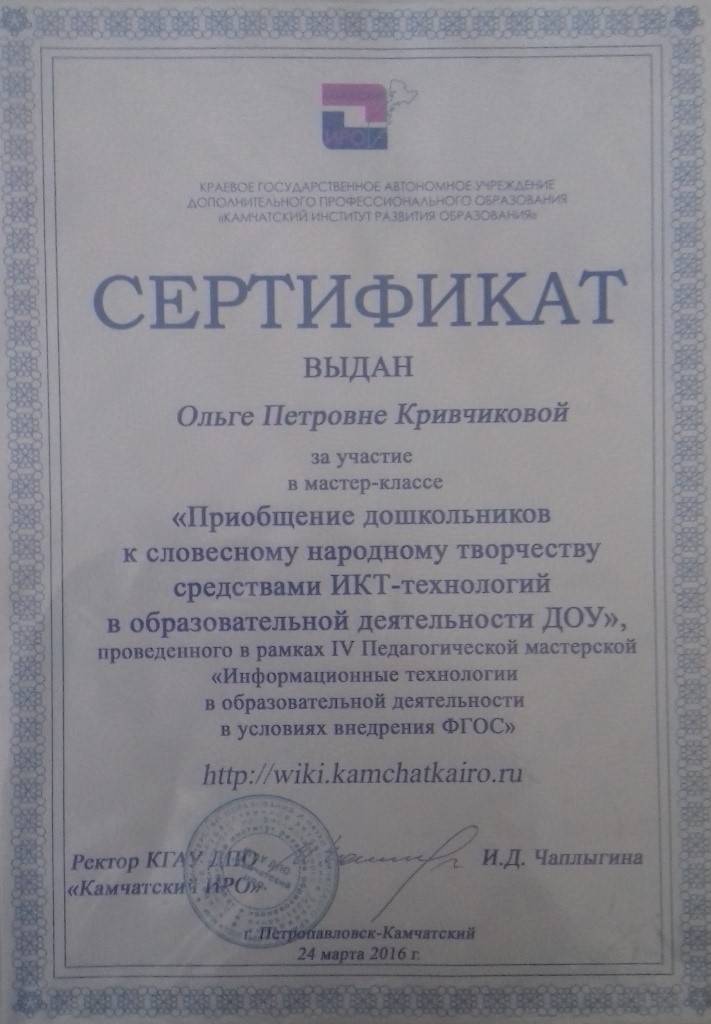 ИРО
КРАЕВОЕ ГОСУДАРСТВЕННОЕ АВТОНОМНОЕ УЧРЕЖДЕНИЕ
ДОПОЛНИТЕЛЬНОГО ПРОФЕССИОНАЛЬНОГО ОБРАЗОВАНИЯ
«КАМЧАТСКИЙ ИНСТИТУТ РАЗВИТИЯ ОБРАЗОВАНИЯ»
СЕРТИФИКАТ
ВЫДАН
Ольге Петровне Кривчиковой
за участие
в мастер-классе
«Приобщение дошкольников
к словесному народному творчеству
средствами ИКТ-технологий
в образовательной деятельности ДОУ»,
проведенного в рамках IV Педагогической мастерской
«Информационные технологии
в образовательной деятельности
в условиях внедрения ФГОС»
http://wiki.kamchatkairo.ru
Ректор КГАУ ДПО И.Д. Чаплыгина
«Камчатский ИРО»
г. Петропавловск-Камчатский
24 марта 2016 г.